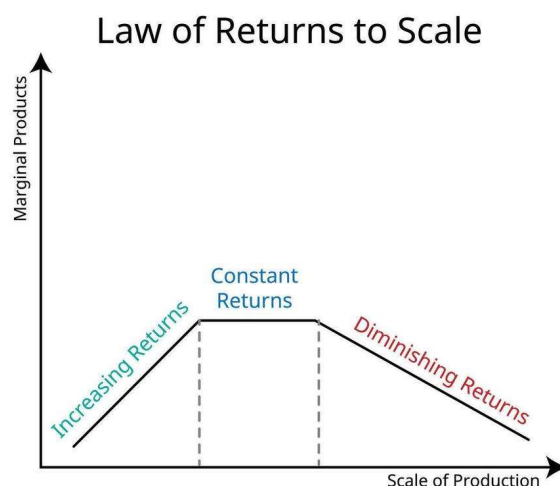 Law of Returns to Scale
Marginal Products
Constant
Returns
Increasing Returns
Diminishing Returns
Scale of Production